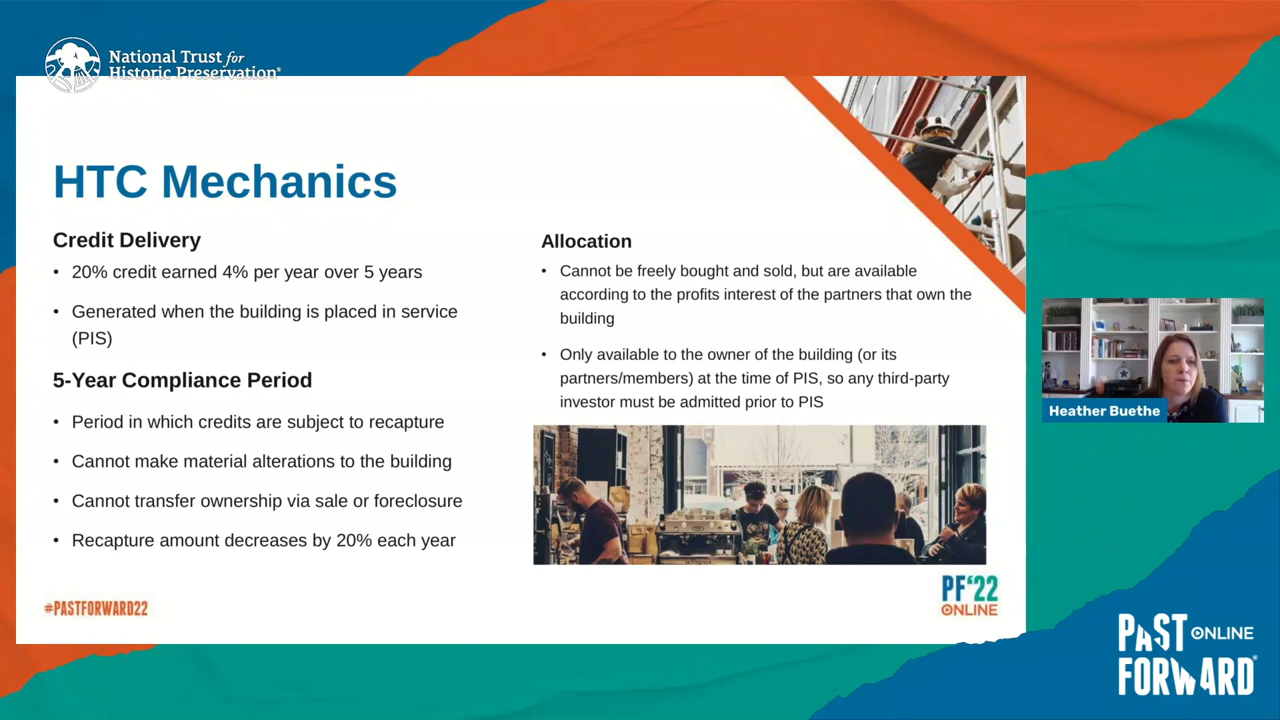 National Trust for
Historic Preservation®
HTC Mechanics
Credit Delivery
• 20% credit earned 4% per year over 5 years
• Generated when the building is placed in service
(PIS)
5-Year Compliance Period
• Period in which credits are subject to recapture
• Cannot make material alterations to the building
• Cannot transfer ownership via sale or foreclosure
• Recapture amount decreases by 20% each year
Allocation
• Cannot be freely bought and sold, but are available
according to the profits interest of the partners that own the
building
• Only available to the owner of the building (or its
partners/members) at the time of PIS, so any third-party
investor must be admitted prior to PIS
#PASTFORWARD22
PF'22
ONLINE
Heather Buethe
PAST ONLINE
FORWARD®